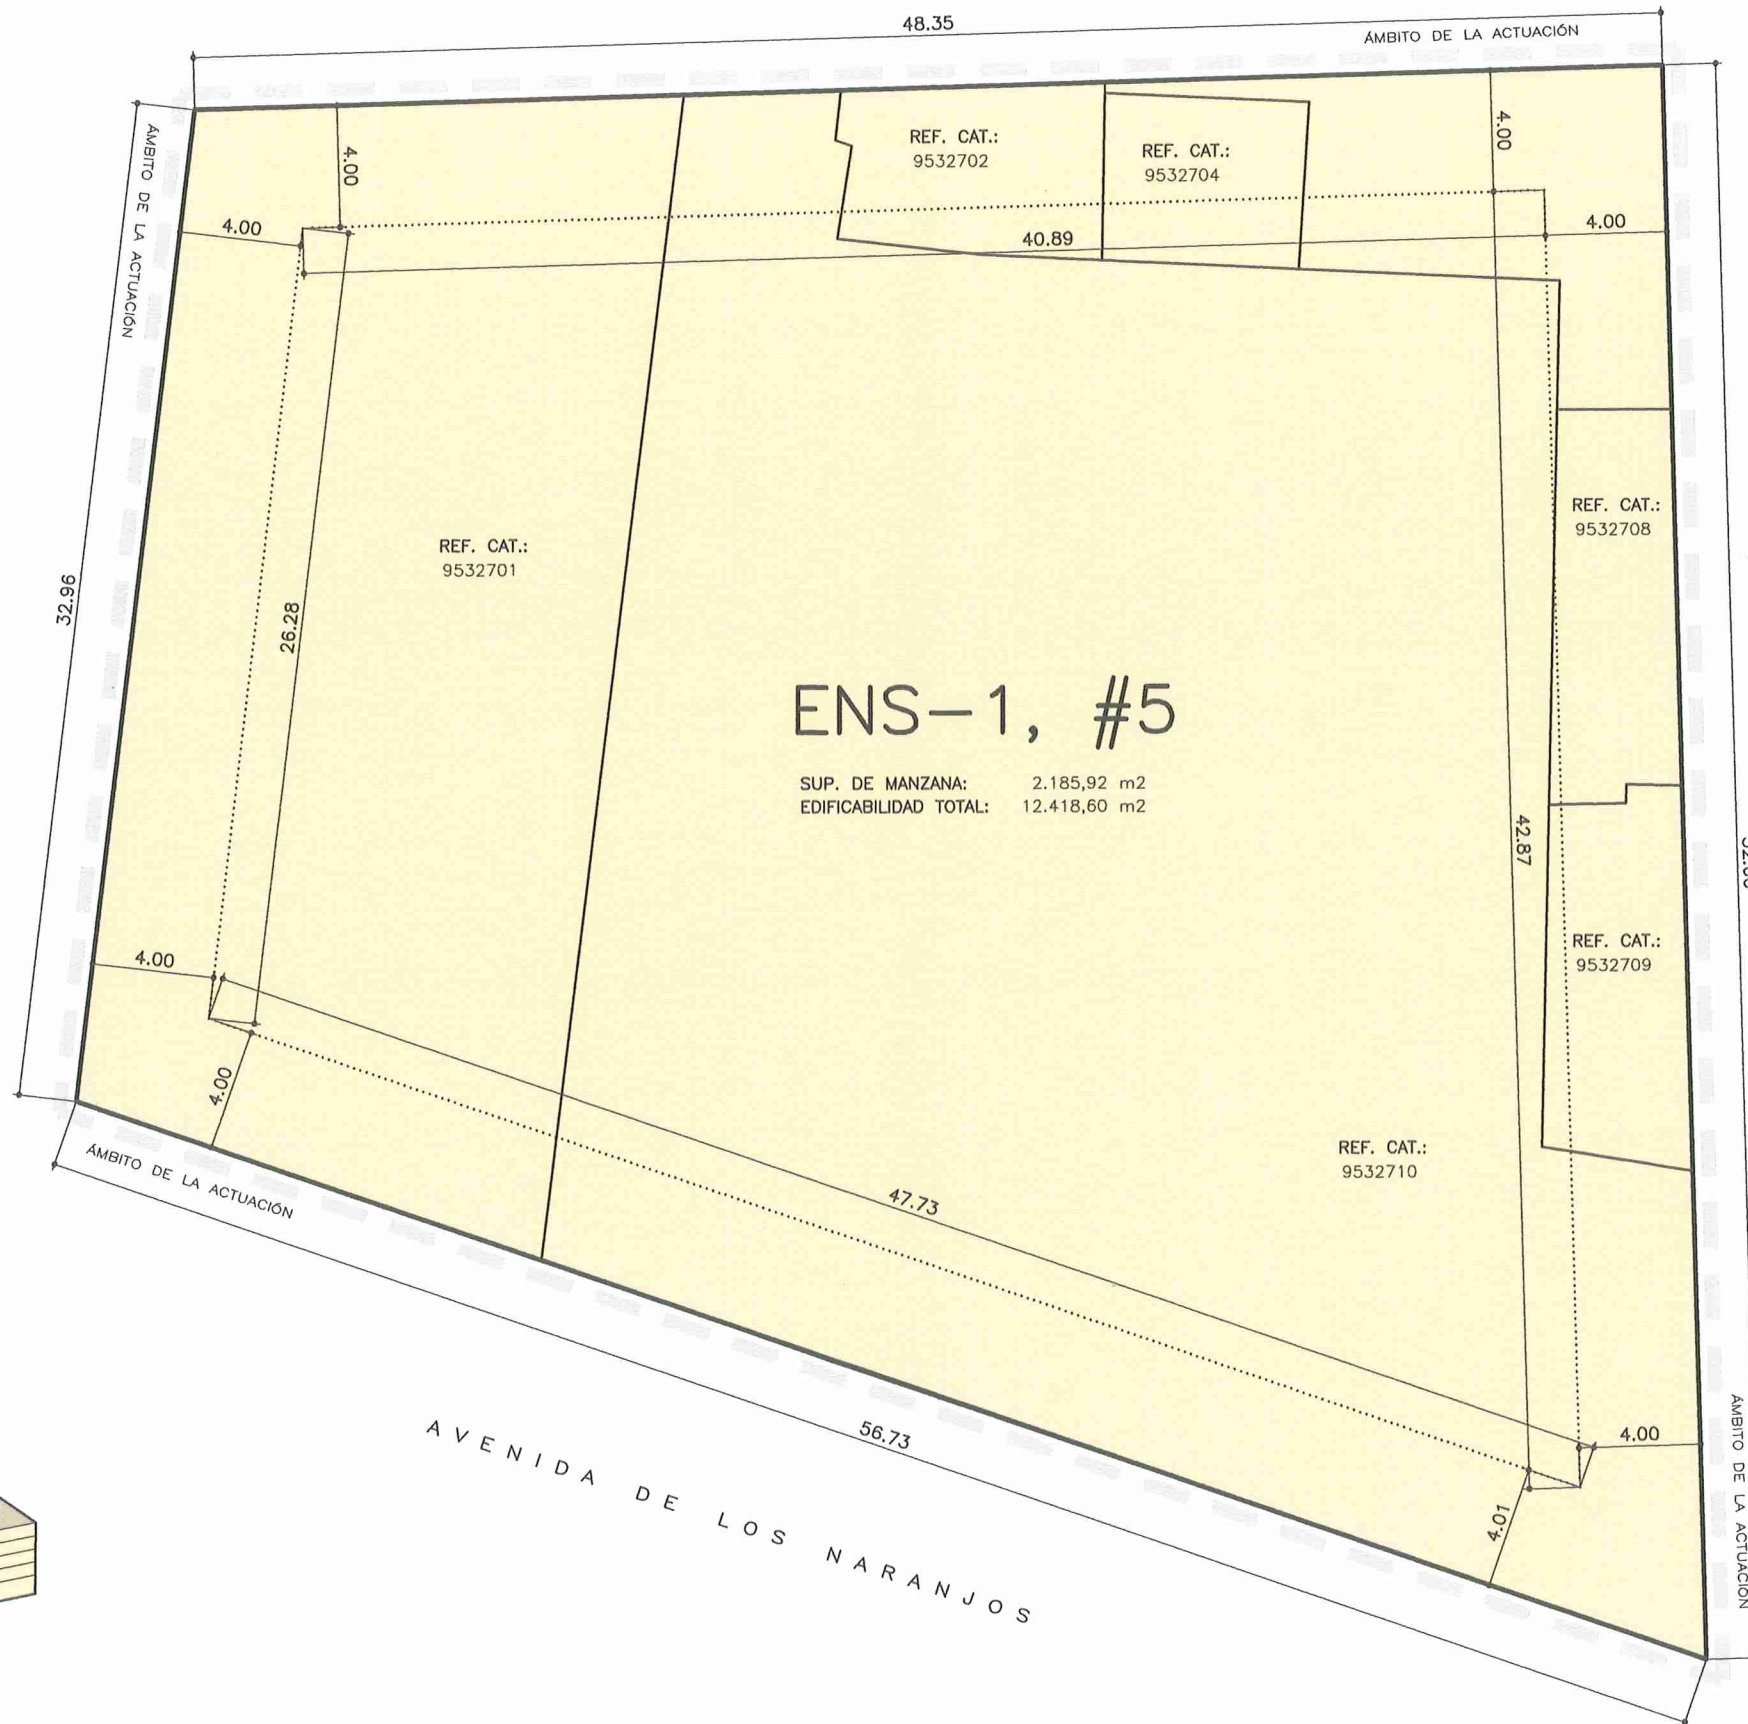 48.35
ÁMBITO DE LA ACTUACIÓN
ÁMBITO DE LA ACTUACIÓN
4.00
4.00
REF. CAT.:
9532702
REF. CAT.:
9532704
4.00
4.00
40.89
32.96
26.28
REF. CAT.:
9532701
REF. CAT.:
9532708
ENS-1, #5
SUP. DE MANZANA: 2.185,92 m2
EDIFICABILIDAD TOTAL: 12.418,60 m2
42.87
REF. CAT.:
9532709
4.00
4.00
REF. CAT.:
9532710
ÁMBITO DE LA ACTUACIÓN
47.73
56.73
4.00
4.01
AVENIDA DE LOS NARANJOS
ÁMBITO DE LA ACTUACIÓN